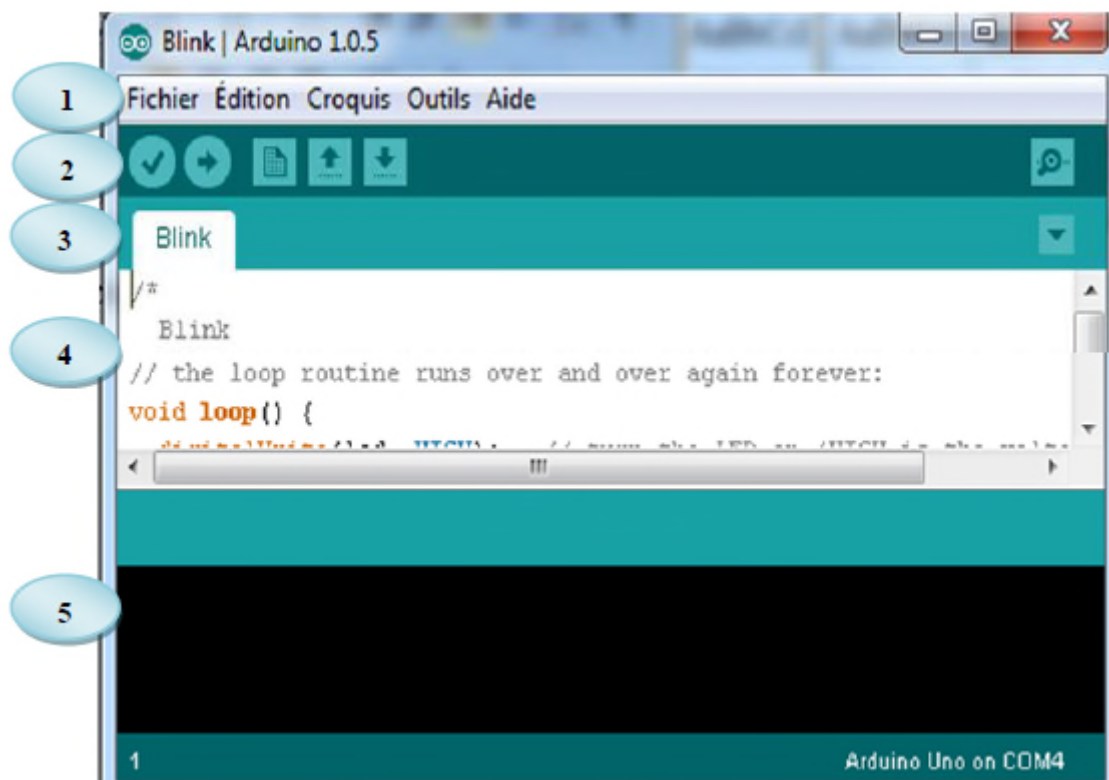 Blink | Arduino 1.0.5
1
Fichier Édition Croquis Outils Aide
2
3
Blink
/*
Blink
4
// the loop routine runs over and over again forever:
void loop() {
5
1
Arduino Uno on COM4